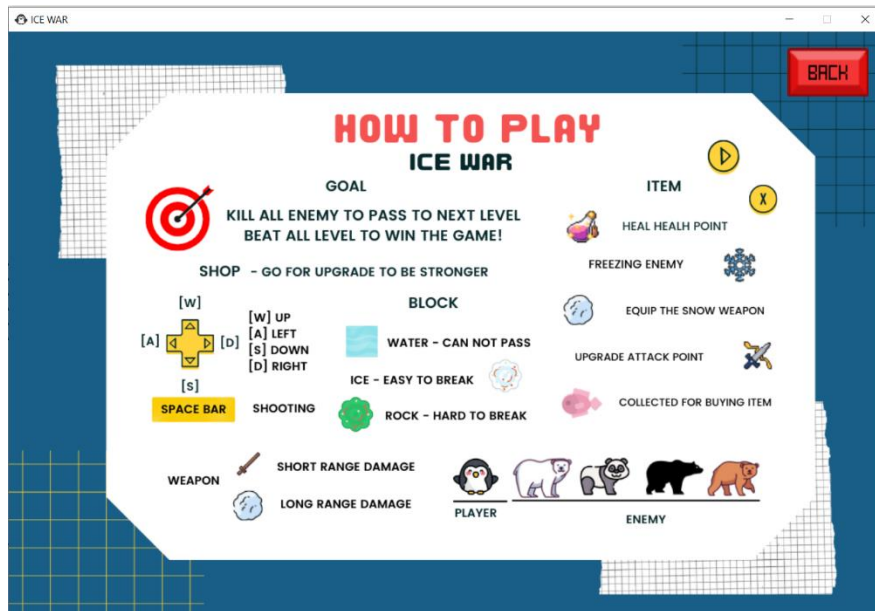 ICE WAR
BACK
HOW TO PLAY
ICE WAR
GOAL
KILL ALL ENEMY TO PASS TO NEXT LEVEL
BEAT ALL LEVEL TO WIN THE GAME!
SHOP - GO FOR UPGRADE TO BE STRONGER
[W]
[A]
[D]
[S]
[W] UP
[A] LEFT
[S] DOWN
[D] RIGHT
SPACE BAR SHOOTING
BLOCK
WATER - CAN NOT PASS
ICE - EASY TO BREAK
ROCK - HARD TO BREAK
ITEM
X
HEAL HEALH POINT
FREEZING ENEMY
EQUIP THE SNOW WEAPON
UPGRADE ATTACK POINT
COLLECTED FOR BUYING ITEM
WEAPON
SHORT RANGE DAMAGE
LONG RANGE DAMAGE
PLAYER
ENEMY